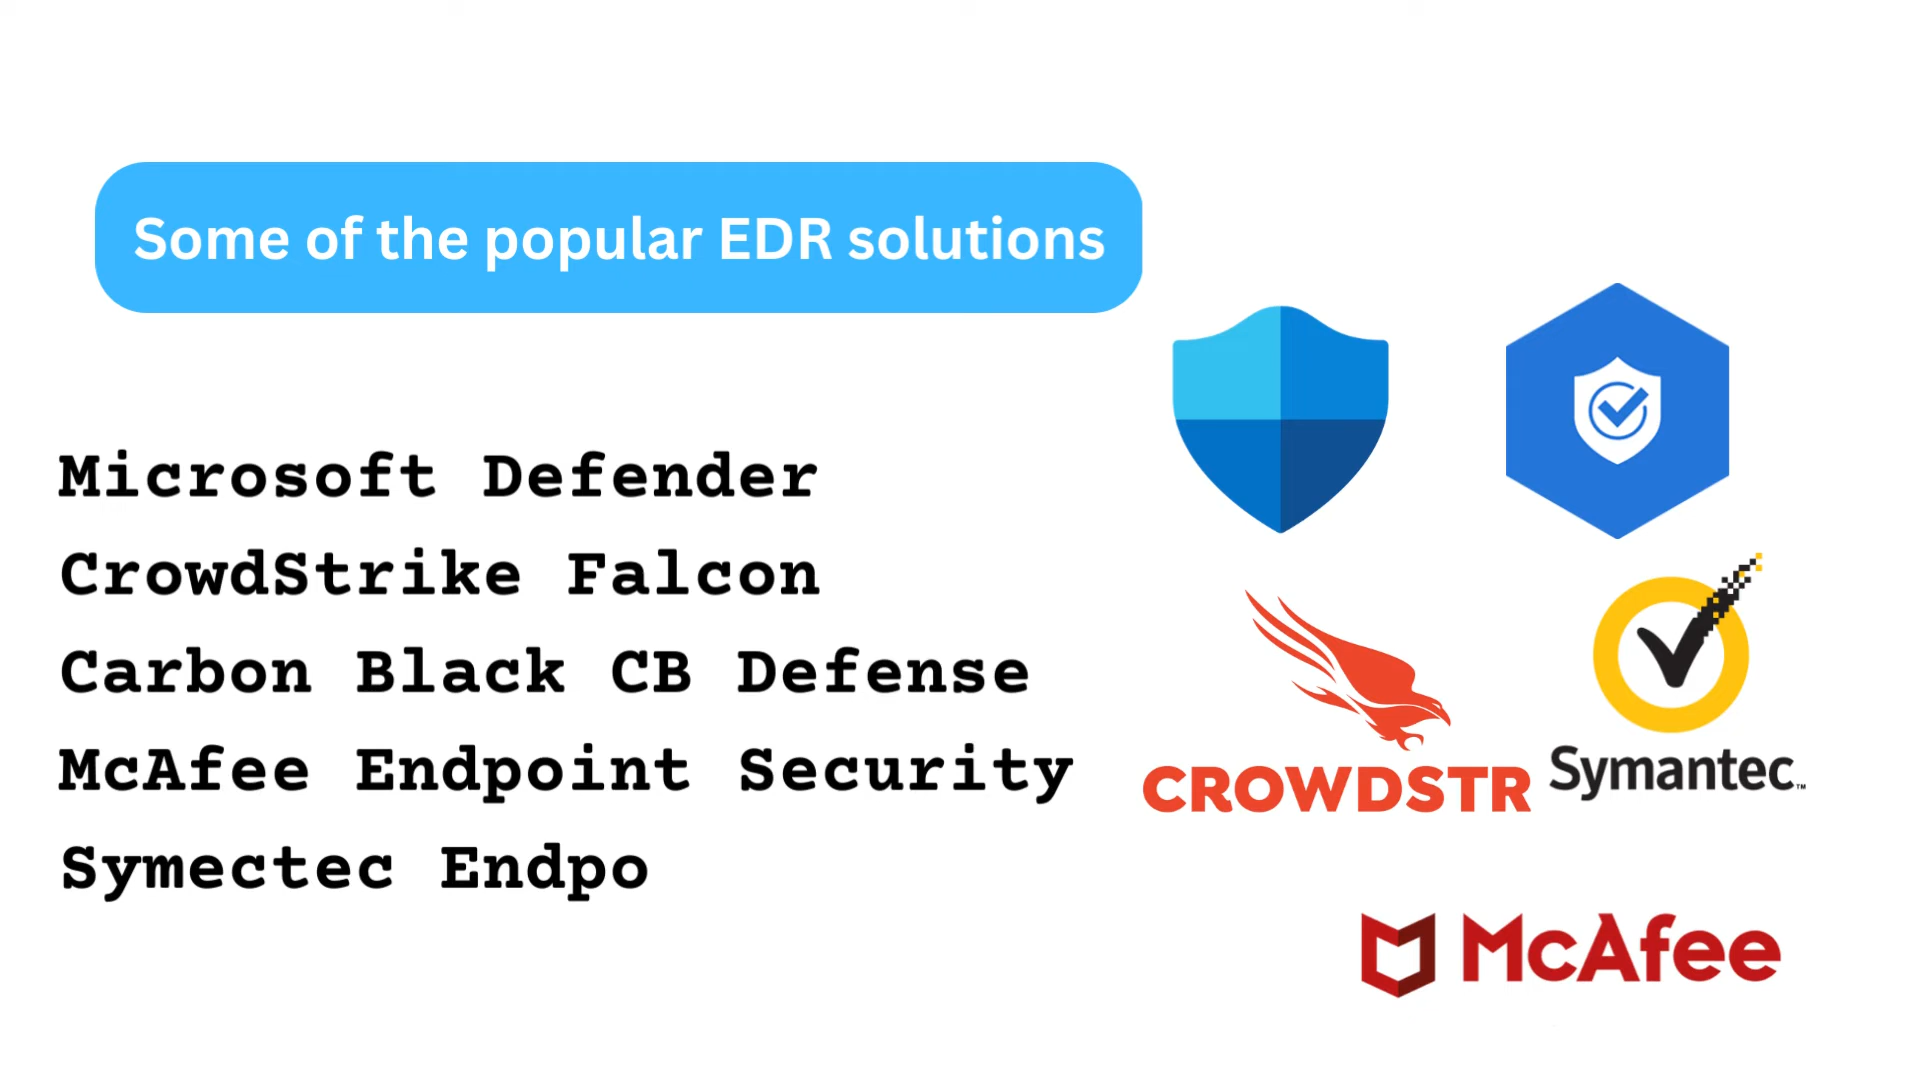 Some of the popular EDR solutions
Microsoft Defender
CrowdStrike Falcon
Carbon Black CB Defense
McAfee Endpoint Security
Symectec Endpo
CROWDSTR
Symantec™
McAfee